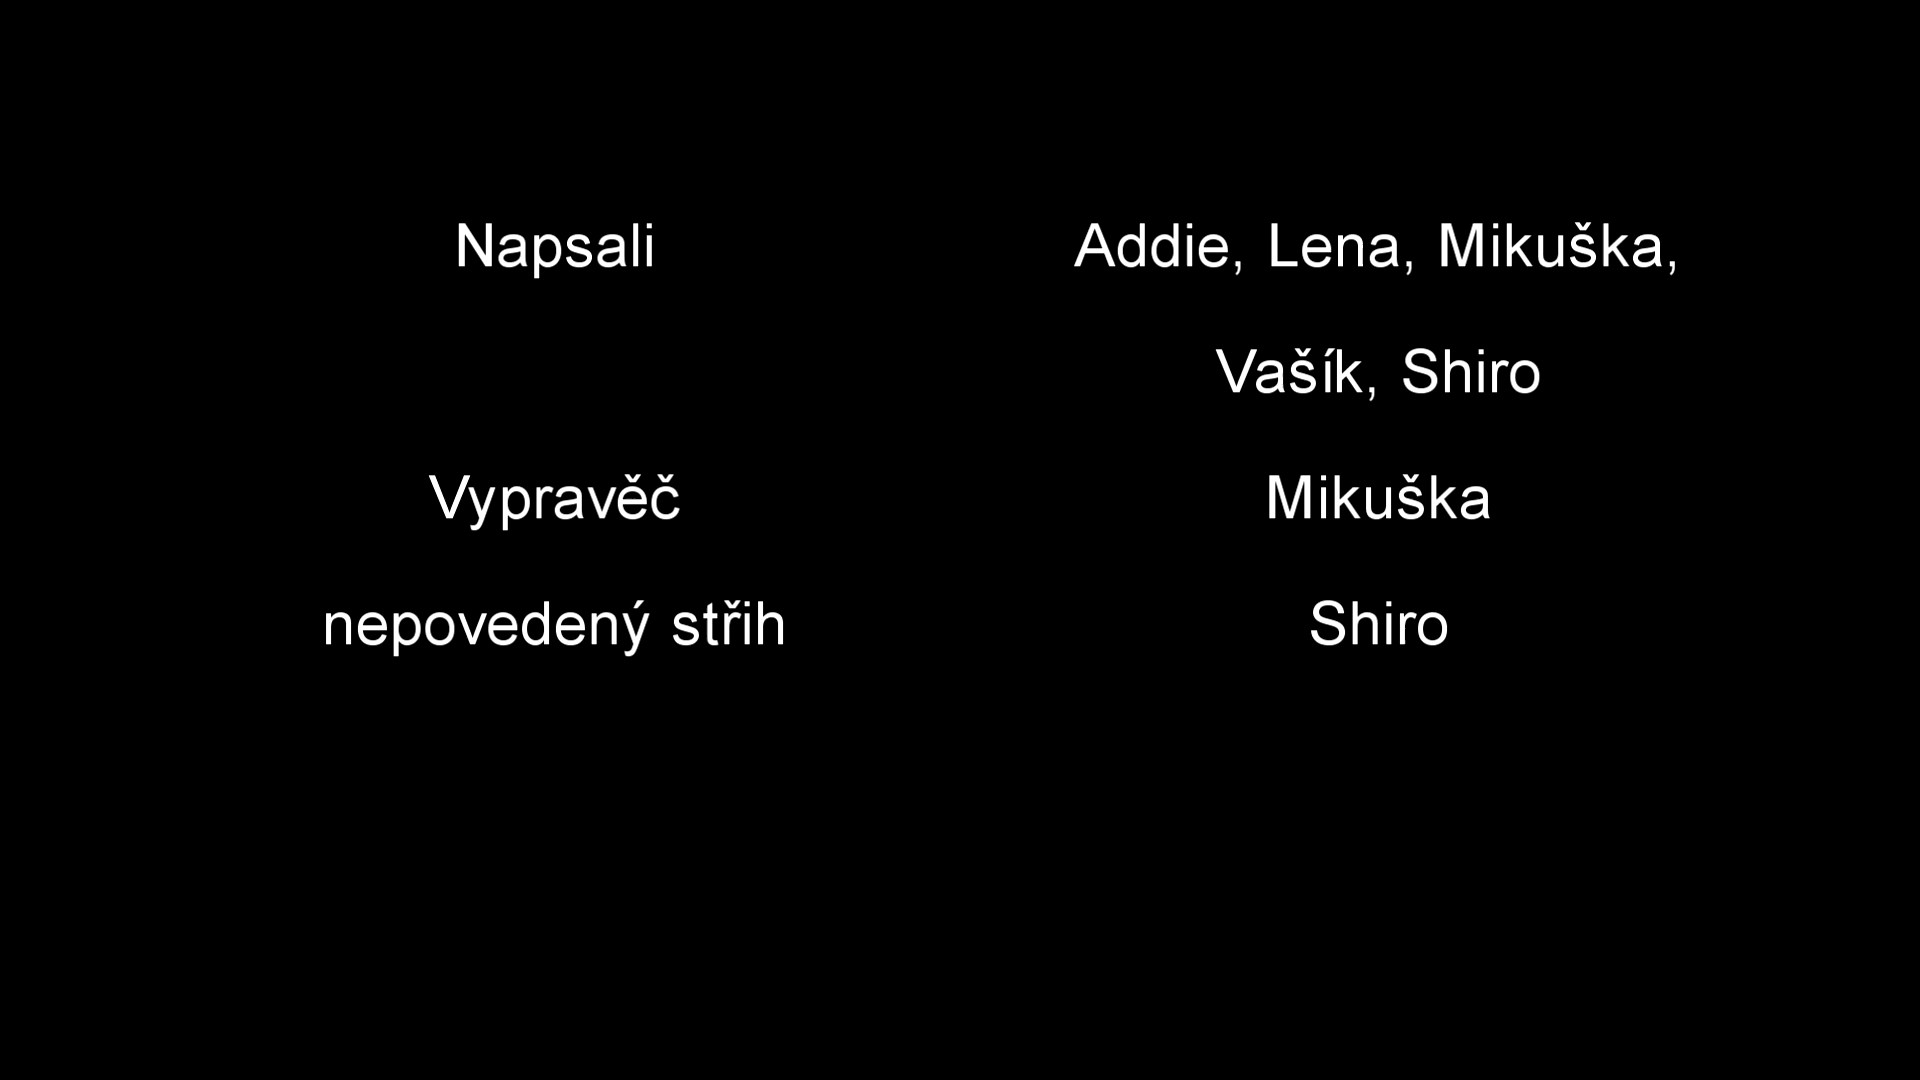 Napsali Addie, Lena, Mikuška,
Vašík, Shiro
Vypravěč Mikuška
nepovedený střih Shiro